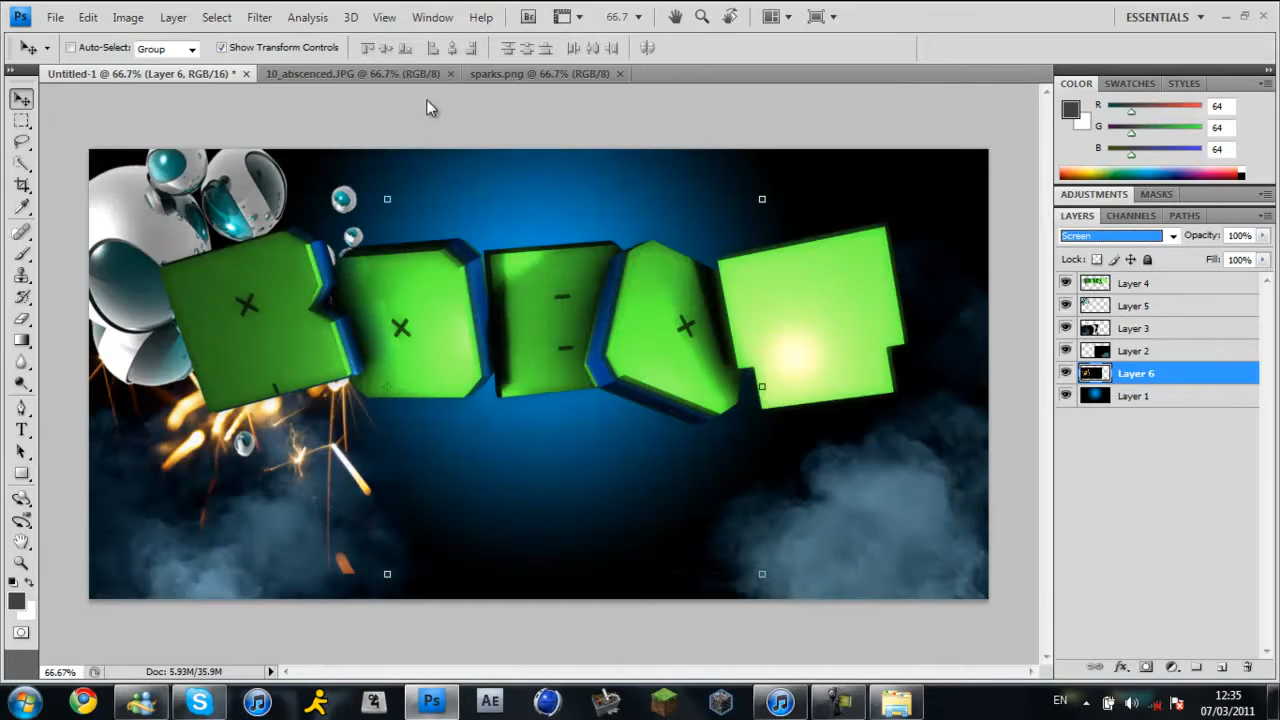 Ps File Edit Image Layer Select Filter Analysis 3D View Window Help Br 66.7 ESSENTIALS
Auto-Select: Group Show Transform Controls
Untitled-1 @ 66.7% (Layer 6, RGB/16) * × 10_abscenced.JPG @ 66.7% (RGB/8) × sparks.png @ 66.7% (RGB/8) ×
COLOR SWATCHES STYLES
R 64
G 64
B 64
ADJUSTMENTS MASKS
LAYERS CHANNELS PATHS
Screen Opacity: 100%
Lock: Fill: 100%
Layer 4
Layer 5
Layer 3
Layer 2
Layer 6
Layer 1
66.67% Doc: 5.93M/35.9M
Ps AE EN 12:35
07/03/2011